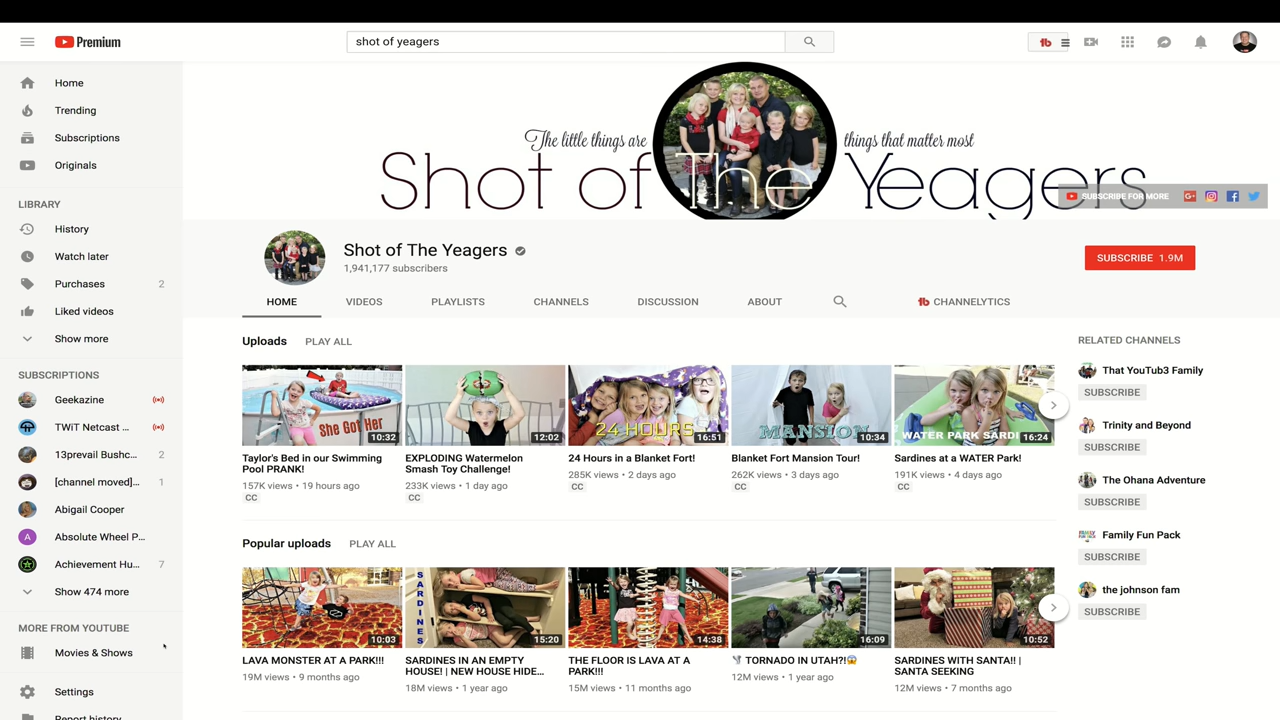 Premium
shot of yeagers
tb
Home
Trending
Subscriptions
Originals
LIBRARY
History
Watch later
Purchases 2
Liked videos
Show more
SUBSCRIPTIONS
Geekazine
TWiT Netcast ...
13prevail Bushc... 2
[channel moved]... 1
Abigail Cooper
A Absolute Wheel P...
Achievement Hu... 7
Show 474 more
MORE FROM YOUTUBE
Movies & Shows
Settings
Report history
The little things are things that matter most
Shot of The Yeagers
SUBSCRIBE FOR MORE
Shot of The Yeagers
1,941,177 subscribers
SUBSCRIBE 1.9M
HOME VIDEOS PLAYLISTS CHANNELS DISCUSSION ABOUT tb CHANNELYTICS
Uploads PLAY ALL
She Got Her
10:32
12:02
24 HOURS
16:51
MANSION
10:34
WATER PARK SARDI
16:24
Taylor's Bed in our Swimming
Pool PRANK!
157K views • 19 hours ago
CC
EXPLODING Watermelon
Smash Toy Challenge!
233K views • 1 day ago
CC
24 Hours in a Blanket Fort!
285K views • 2 days ago
CC
Blanket Fort Mansion Tour!
262K views • 3 days ago
CC
Sardines at a WATER Park!
191K views • 4 days ago
CC
Popular uploads PLAY ALL
10:03
SARDINES
15:20
14:38
16:09
10:52
LAVA MONSTER AT A PARK!!!
19M views • 9 months ago
SARDINES IN AN EMPTY
HOUSE! | NEW HOUSE HIDE...
18M views • 1 year ago
THE FLOOR IS LAVA AT A
PARK!!!
15M views • 11 months ago
🌪 TORNADO IN UTAH?!😱
12M views • 1 year ago
SARDINES WITH SANTA!! |
SANTA SEEKING
12M views • 7 months ago
RELATED CHANNELS
That YouTub3 Family
SUBSCRIBE
Trinity and Beyond
SUBSCRIBE
The Ohana Adventure
SUBSCRIBE
Family Fun Pack
SUBSCRIBE
the johnson fam
SUBSCRIBE